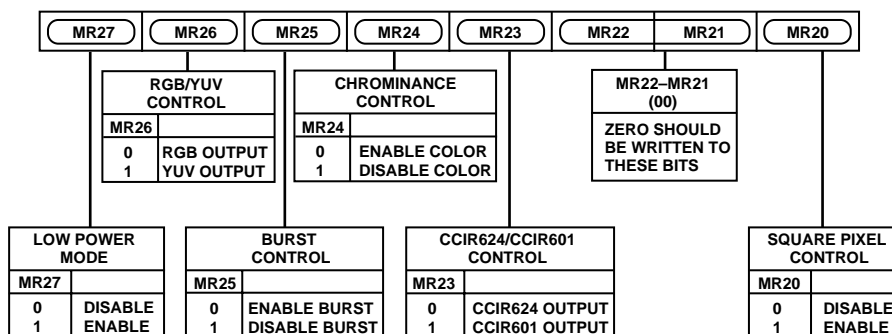 MR27 MR26 MR25 MR24 MR23 MR22 MR21 MR20
RGB/YUV
CONTROL
MR26
0 RGB OUTPUT
1 YUV OUTPUT
CHROMINANCE
CONTROL
MR24
0 ENABLE COLOR
1 DISABLE COLOR
MR22–MR21
(00)
ZERO SHOULD
BE WRITTEN TO
THESE BITS
LOW POWER
MODE
MR27
0 DISABLE
1 ENABLE
BURST
CONTROL
MR25
0 ENABLE BURST
1 DISABLE BURST
CCIR624/CCIR601
CONTROL
MR23
0 CCIR624 OUTPUT
1 CCIR601 OUTPUT
SQUARE PIXEL
CONTROL
MR20
0 DISABLE
1 ENABLE